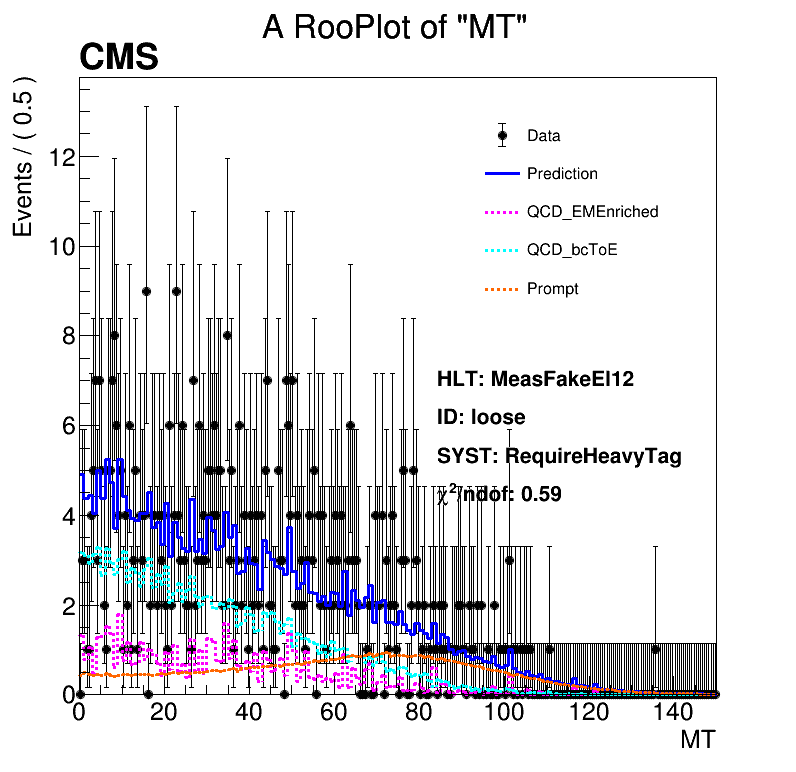 A RooPlot of "MT"
CMS
Events / ( 0.5 )
12
10
8
6
4
2
0
Data
Prediction
QCD_EMEnriched
QCD_bcToE
Prompt
HLT: MeasFakeEl12
ID: loose
SYST: RequireHeavyTag
χ²/ndof: 0.59
0 20 40 60 80 100 120 140
MT